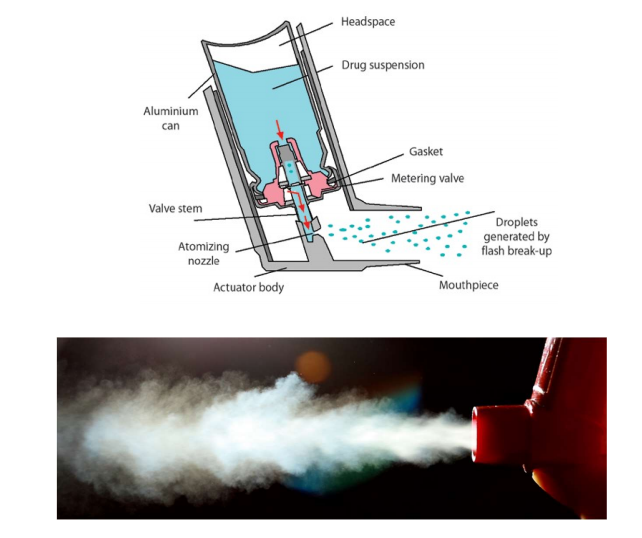 Headspace
Drug suspension
Aluminium
can
Gasket
Metering valve
Valve stem
Droplets
generated by
flash break-up
Atomizing
nozzle
Actuator body
Mouthpiece